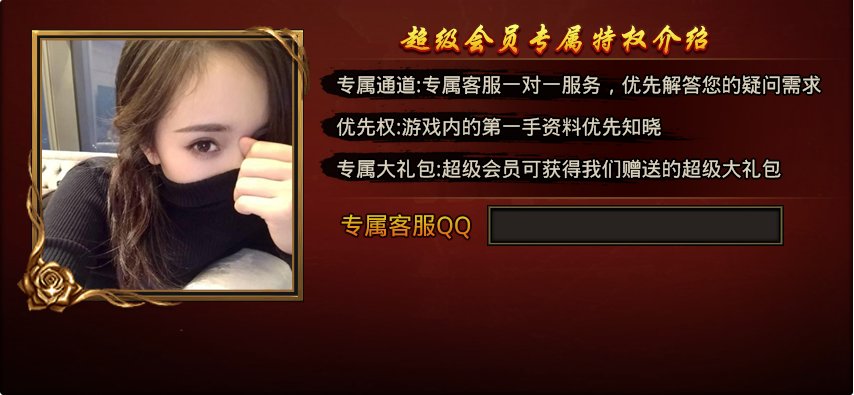 超级会员专属特权介绍
专属通道:专属客服一对一服务，优先解答您的疑问需求
优先权:游戏内的第一手资料优先知晓
专属大礼包:超级会员可获得我们赠送的超级大礼包
专属客服QQ